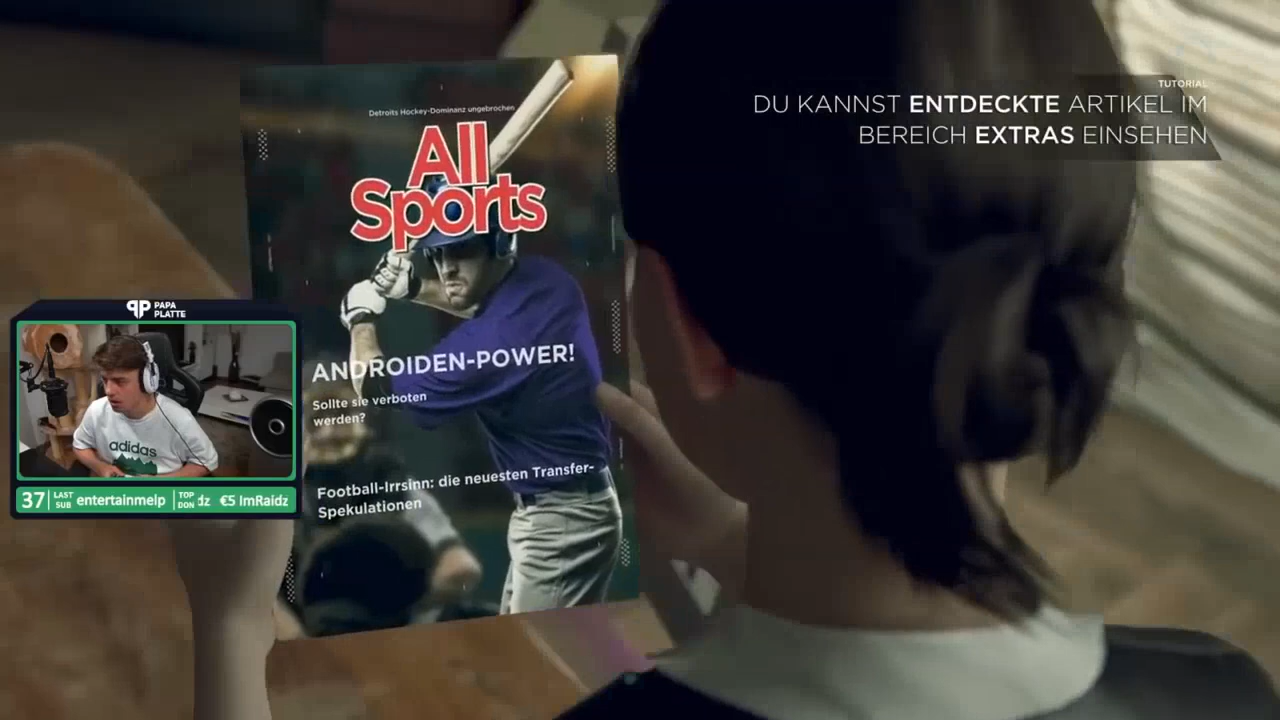 TUTORIAL
DU KANNST ENTDECKTE ARTIKEL IM
BEREICH EXTRAS EINSEHEN
Detroits Hockey-Dominanz ungebrochen
All
Sports
ANDROIDEN-POWER!
Sollte sie verboten
werden?
Football-Irrsinn: die neuesten Transfer-
Spekulationen
PAPA
PLATTE
adidas
37 LAST SUB entertainmelp TOP DON dz €5 ImRaidz